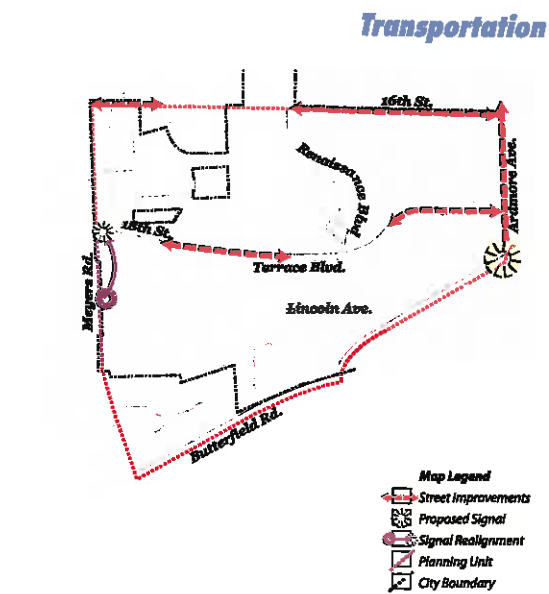 Transportation
16th St.
Renaissance Blvd
Ardmore Ave.
18th St.
Terrace Blvd.
Meyers Rd.
Lincoln Ave.
Butterfield Rd.
Map Legend
Street Improvements
Proposed Signal
Signal Realignment
Planning Unit
City Boundary